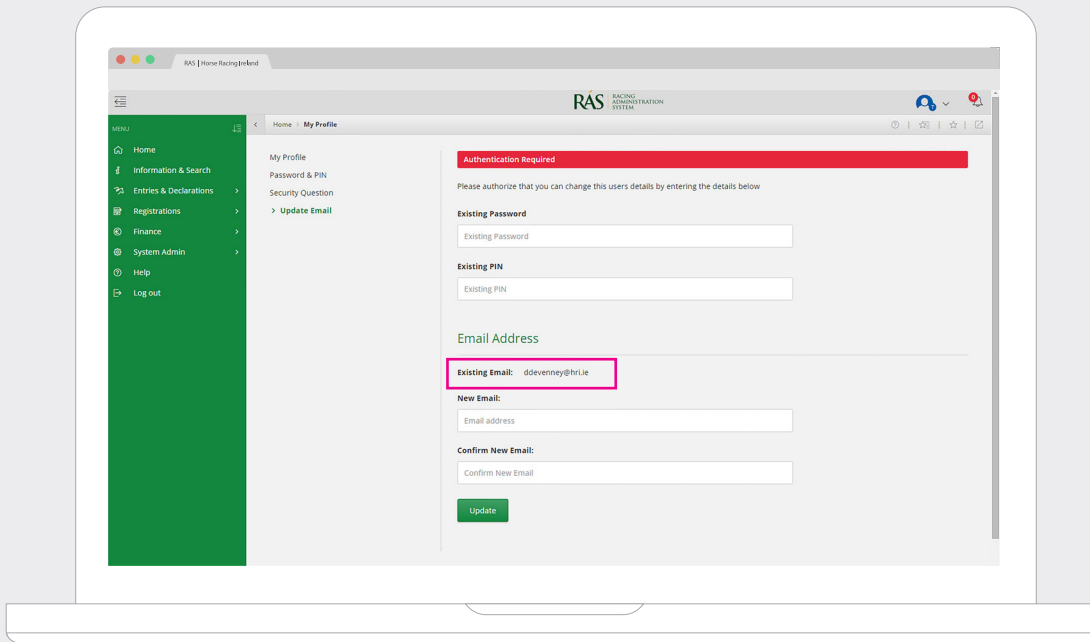 RAS | Horse Racing Ireland
RÁS RACING ADMINISTRATION SYSTEM
0
?
MENU
Home > My Profile
Home
Information & Search
Entries & Declarations
Registrations
Finance
System Admin
Help
Log out
My Profile
Password & PIN
Security Question
> Update Email
Authentication Required
Please authorize that you can change this users details by entering the details below
Existing Password
Existing Password
Existing PIN
Existing PIN
Email Address
Existing Email: ddevenney@hri.ie
New Email:
Email address
Confirm New Email:
Confirm New Email
Update